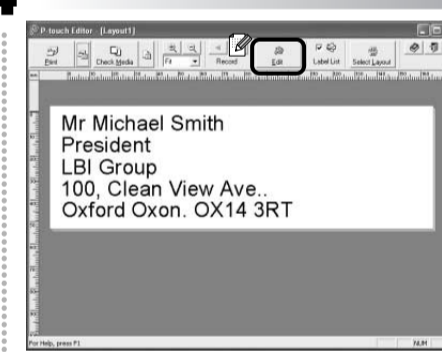 P-touch Editor - [Layout1]
Print Check Media Fit Record Edit Label List Select Layout
Mr Michael Smith
President
LBI Group
100, Clean View Ave..
Oxford Oxon. OX14 3RT
For Help, press F1 NUM